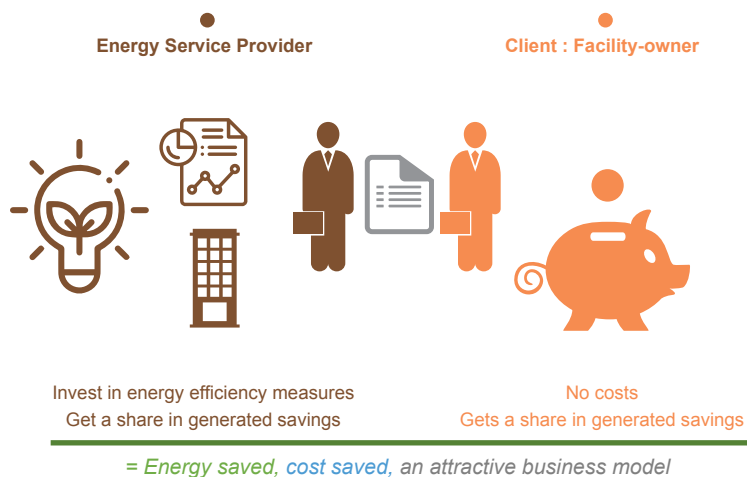 Energy Service Provider
Client : Facility-owner
Invest in energy efficiency measures
Get a share in generated savings
No costs
Gets a share in generated savings
= Energy saved, cost saved, an attractive business model